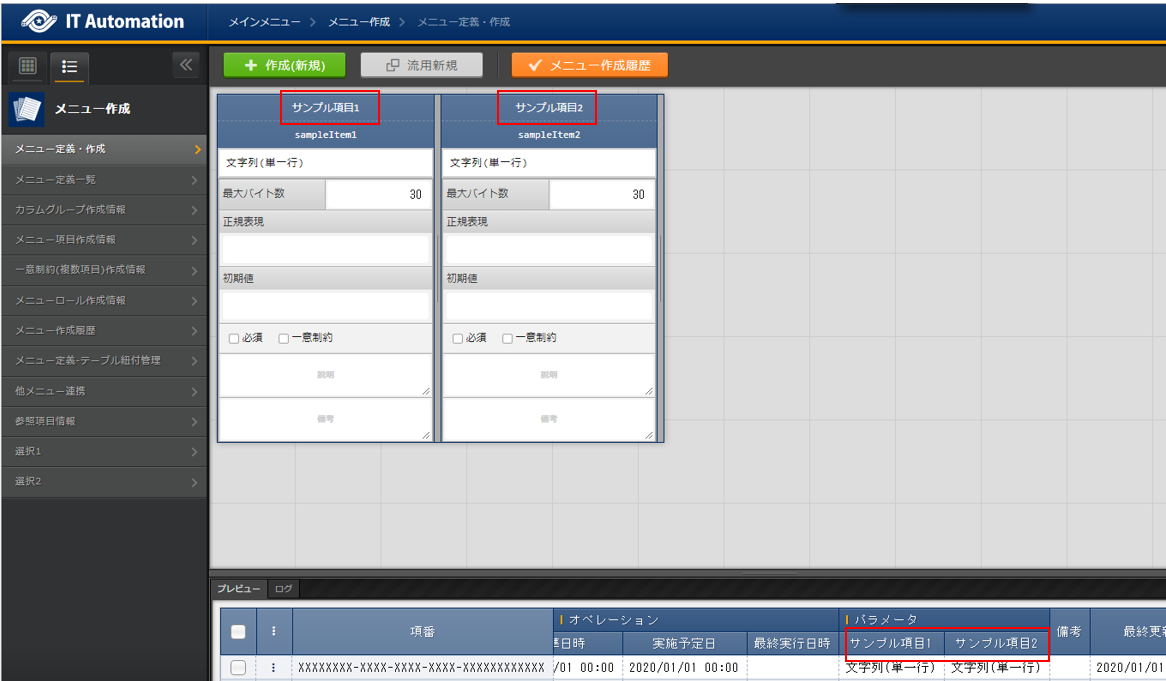 IT Automation
メインメニュー > メニュー作成 > メニュー定義・作成
作成(新規) 流用新規 メニュー作成履歴
メニュー作成
メニュー定義・作成
メニュー定義一覧
カラムグループ作成情報
メニュー項目作成情報
一意制約(複数項目)作成情報
メニューロール作成情報
メニュー作成履歴
メニュー定義-テーブル紐付管理
他メニュー連携
参照項目情報
選択1
選択2
サンプル項目1
sampleItem1
文字列(単一行)
最大バイト数 30
正規表現
初期値
必須 一意制約
説明
備考
サンプル項目2
sampleItem2
文字列(単一行)
最大バイト数 30
正規表現
初期値
必須 一意制約
説明
備考
プレビュー ログ
項番 オペレーション パラメータ 備考 最終更新
日時 実施予定日 最終実行日時 サンプル項目1 サンプル項目2
XXXXXXXX-XXXX-XXXX-XXXX-XXXXXXXXXXXX /01 00:00 2020/01/01 00:00 文字列(単一行) 文字列(単一行) 2020/01/01